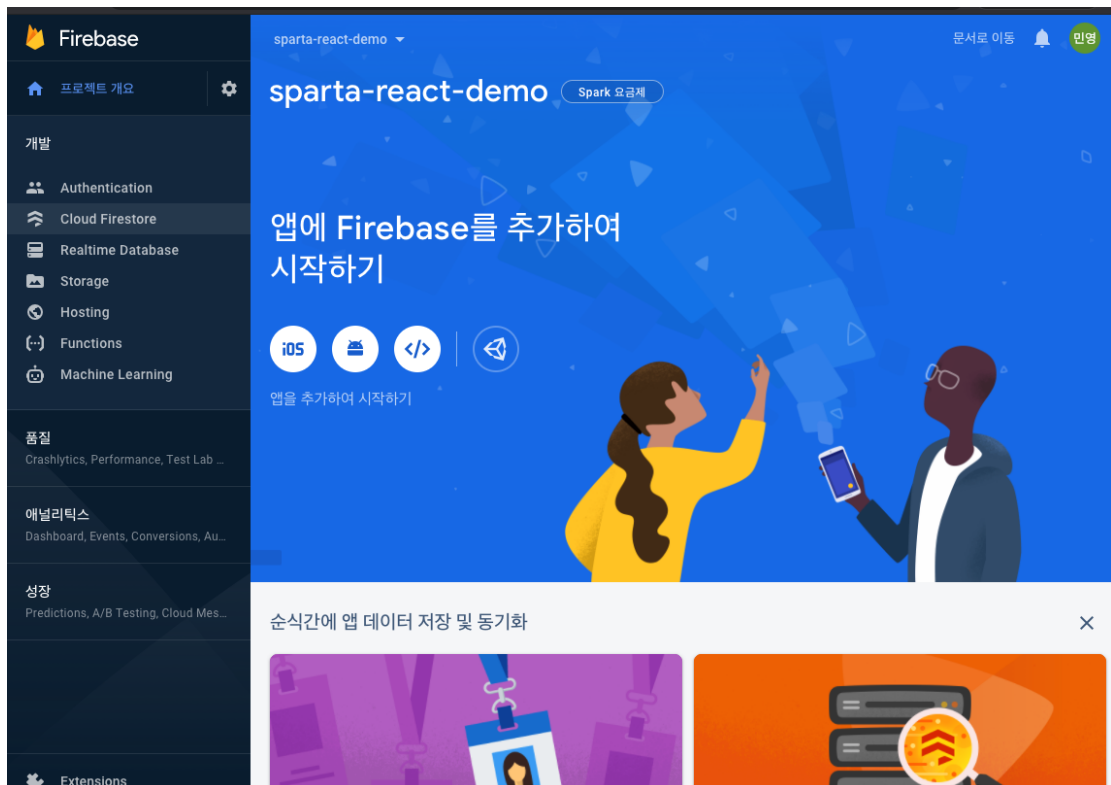 Firebase
프로젝트 개요
개발
Authentication
Cloud Firestore
Realtime Database
Storage
Hosting
Functions
Machine Learning
품질
Crashlytics, Performance, Test Lab ...
애널리틱스
Dashboard, Events, Conversions, Au...
성장
Predictions, A/B Testing, Cloud Mes...
Extensions
sparta-react-demo
문서로 이동
민영
sparta-react-demo
Spark 요금제
앱에 Firebase를 추가하여
시작하기
iOS
앱을 추가하여 시작하기
순식간에 앱 데이터 저장 및 동기화